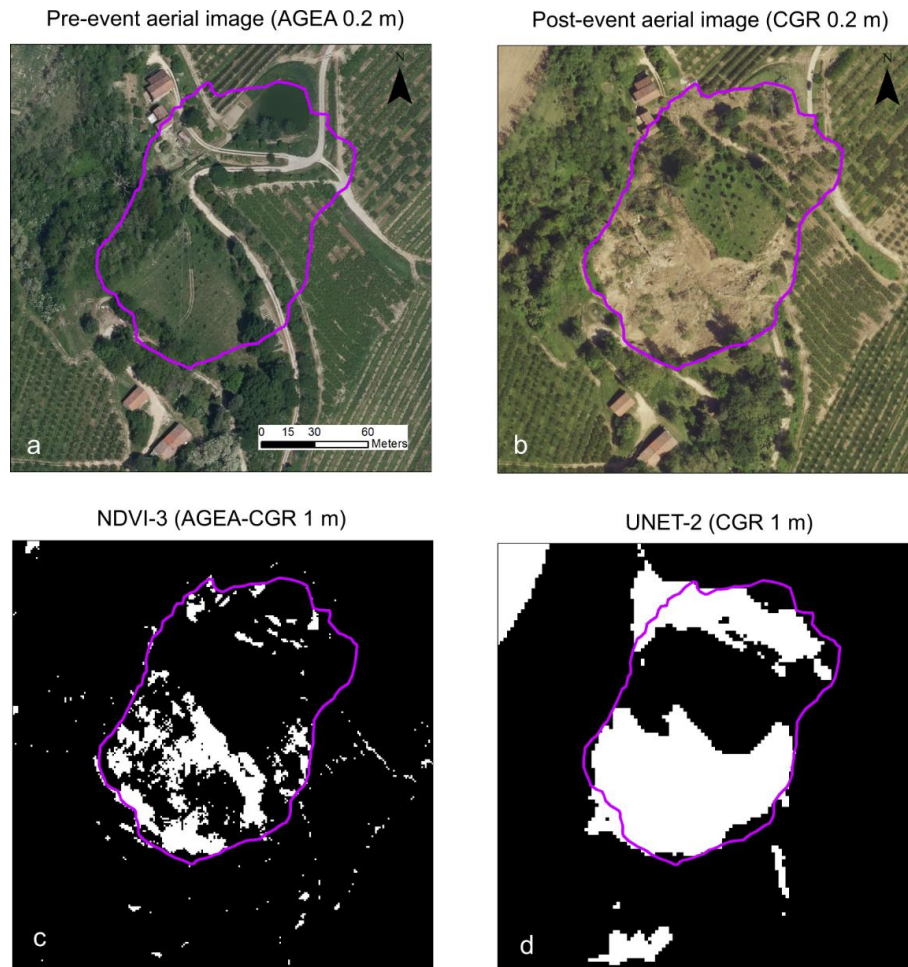 Pre-event aerial image (AGEA 0.2 m)
Post-event aerial image (CGR 0.2 m)
N
N
0 15 30 60
Meters
a
b
NDVI-3 (AGEA-CGR 1 m)
UNET-2 (CGR 1 m)
c
d